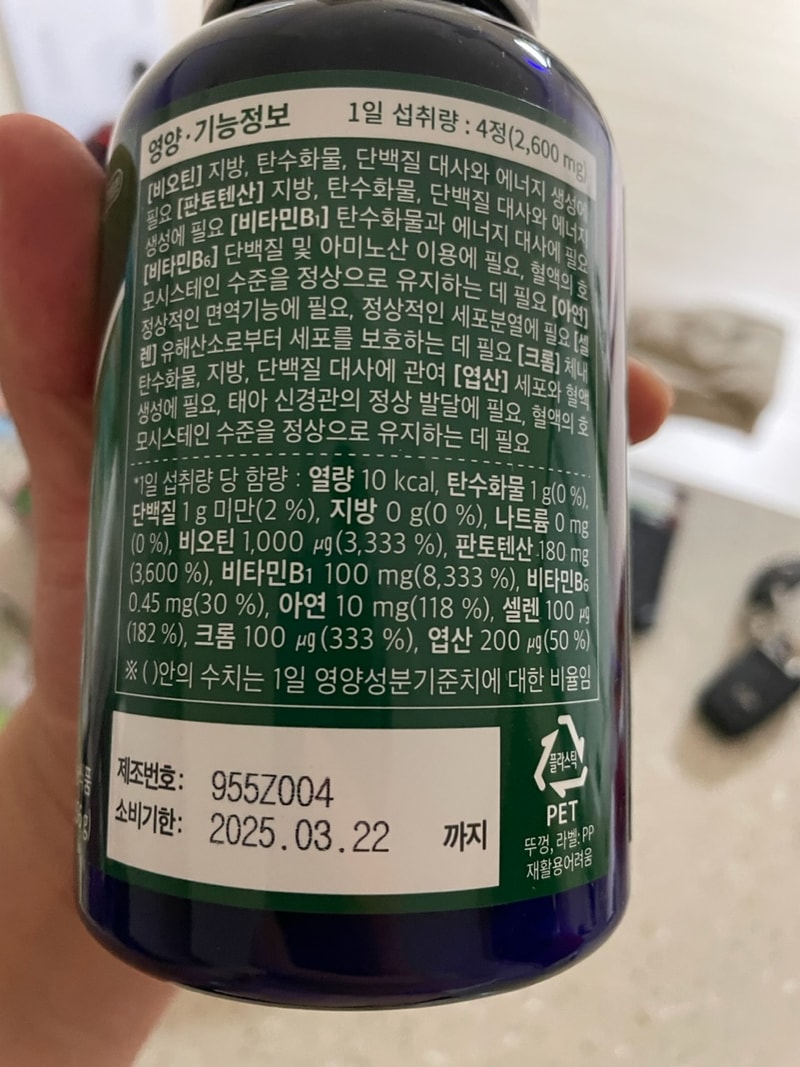 영양·기능정보 1일 섭취량 : 4정(2,600 mg)
[비오틴] 지방, 탄수화물, 단백질 대사와 에너지 생성에
필요 [판토텐산] 지방, 탄수화물, 단백질 대사와 에너지
생성에 필요 [비타민B₁] 탄수화물과 에너지 대사에 필요
[비타민B₆] 단백질 및 아미노산 이용에 필요, 혈액의 호
모시스테인 수준을 정상으로 유지하는 데 필요 [아연]
정상적인 면역기능에 필요, 정상적인 세포분열에 필요 [셀
렌] 유해산소로부터 세포를 보호하는 데 필요 [크롬] 체내
탄수화물, 지방, 단백질 대사에 관여 [엽산] 세포와 혈액
생성에 필요, 태아 신경관의 정상 발달에 필요, 혈액의 호
모시스테인 수준을 정상으로 유지하는 데 필요
*1일 섭취량 당 함량 : 열량 10 kcal, 탄수화물 1 g(0 %),
단백질 1 g 미만(2 %), 지방 0 g(0 %), 나트륨 0 mg
(0 %), 비오틴 1,000 ㎍(3,333 %), 판토텐산 180 mg
(3,600 %), 비타민B₁ 100 mg(8,333 %), 비타민B₆
0.45 mg(30 %), 아연 10 mg(118 %), 셀렌 100 ㎍
(182 %), 크롬 100 ㎍(333 %), 엽산 200 ㎍(50 %)
※ ( )안의 수치는 1일 영양성분기준치에 대한 비율임
제조번호: 955Z004
소비기한: 2025.03.22 까지
플라스틱
PET
뚜껑, 라벨: PP
재활용어려움